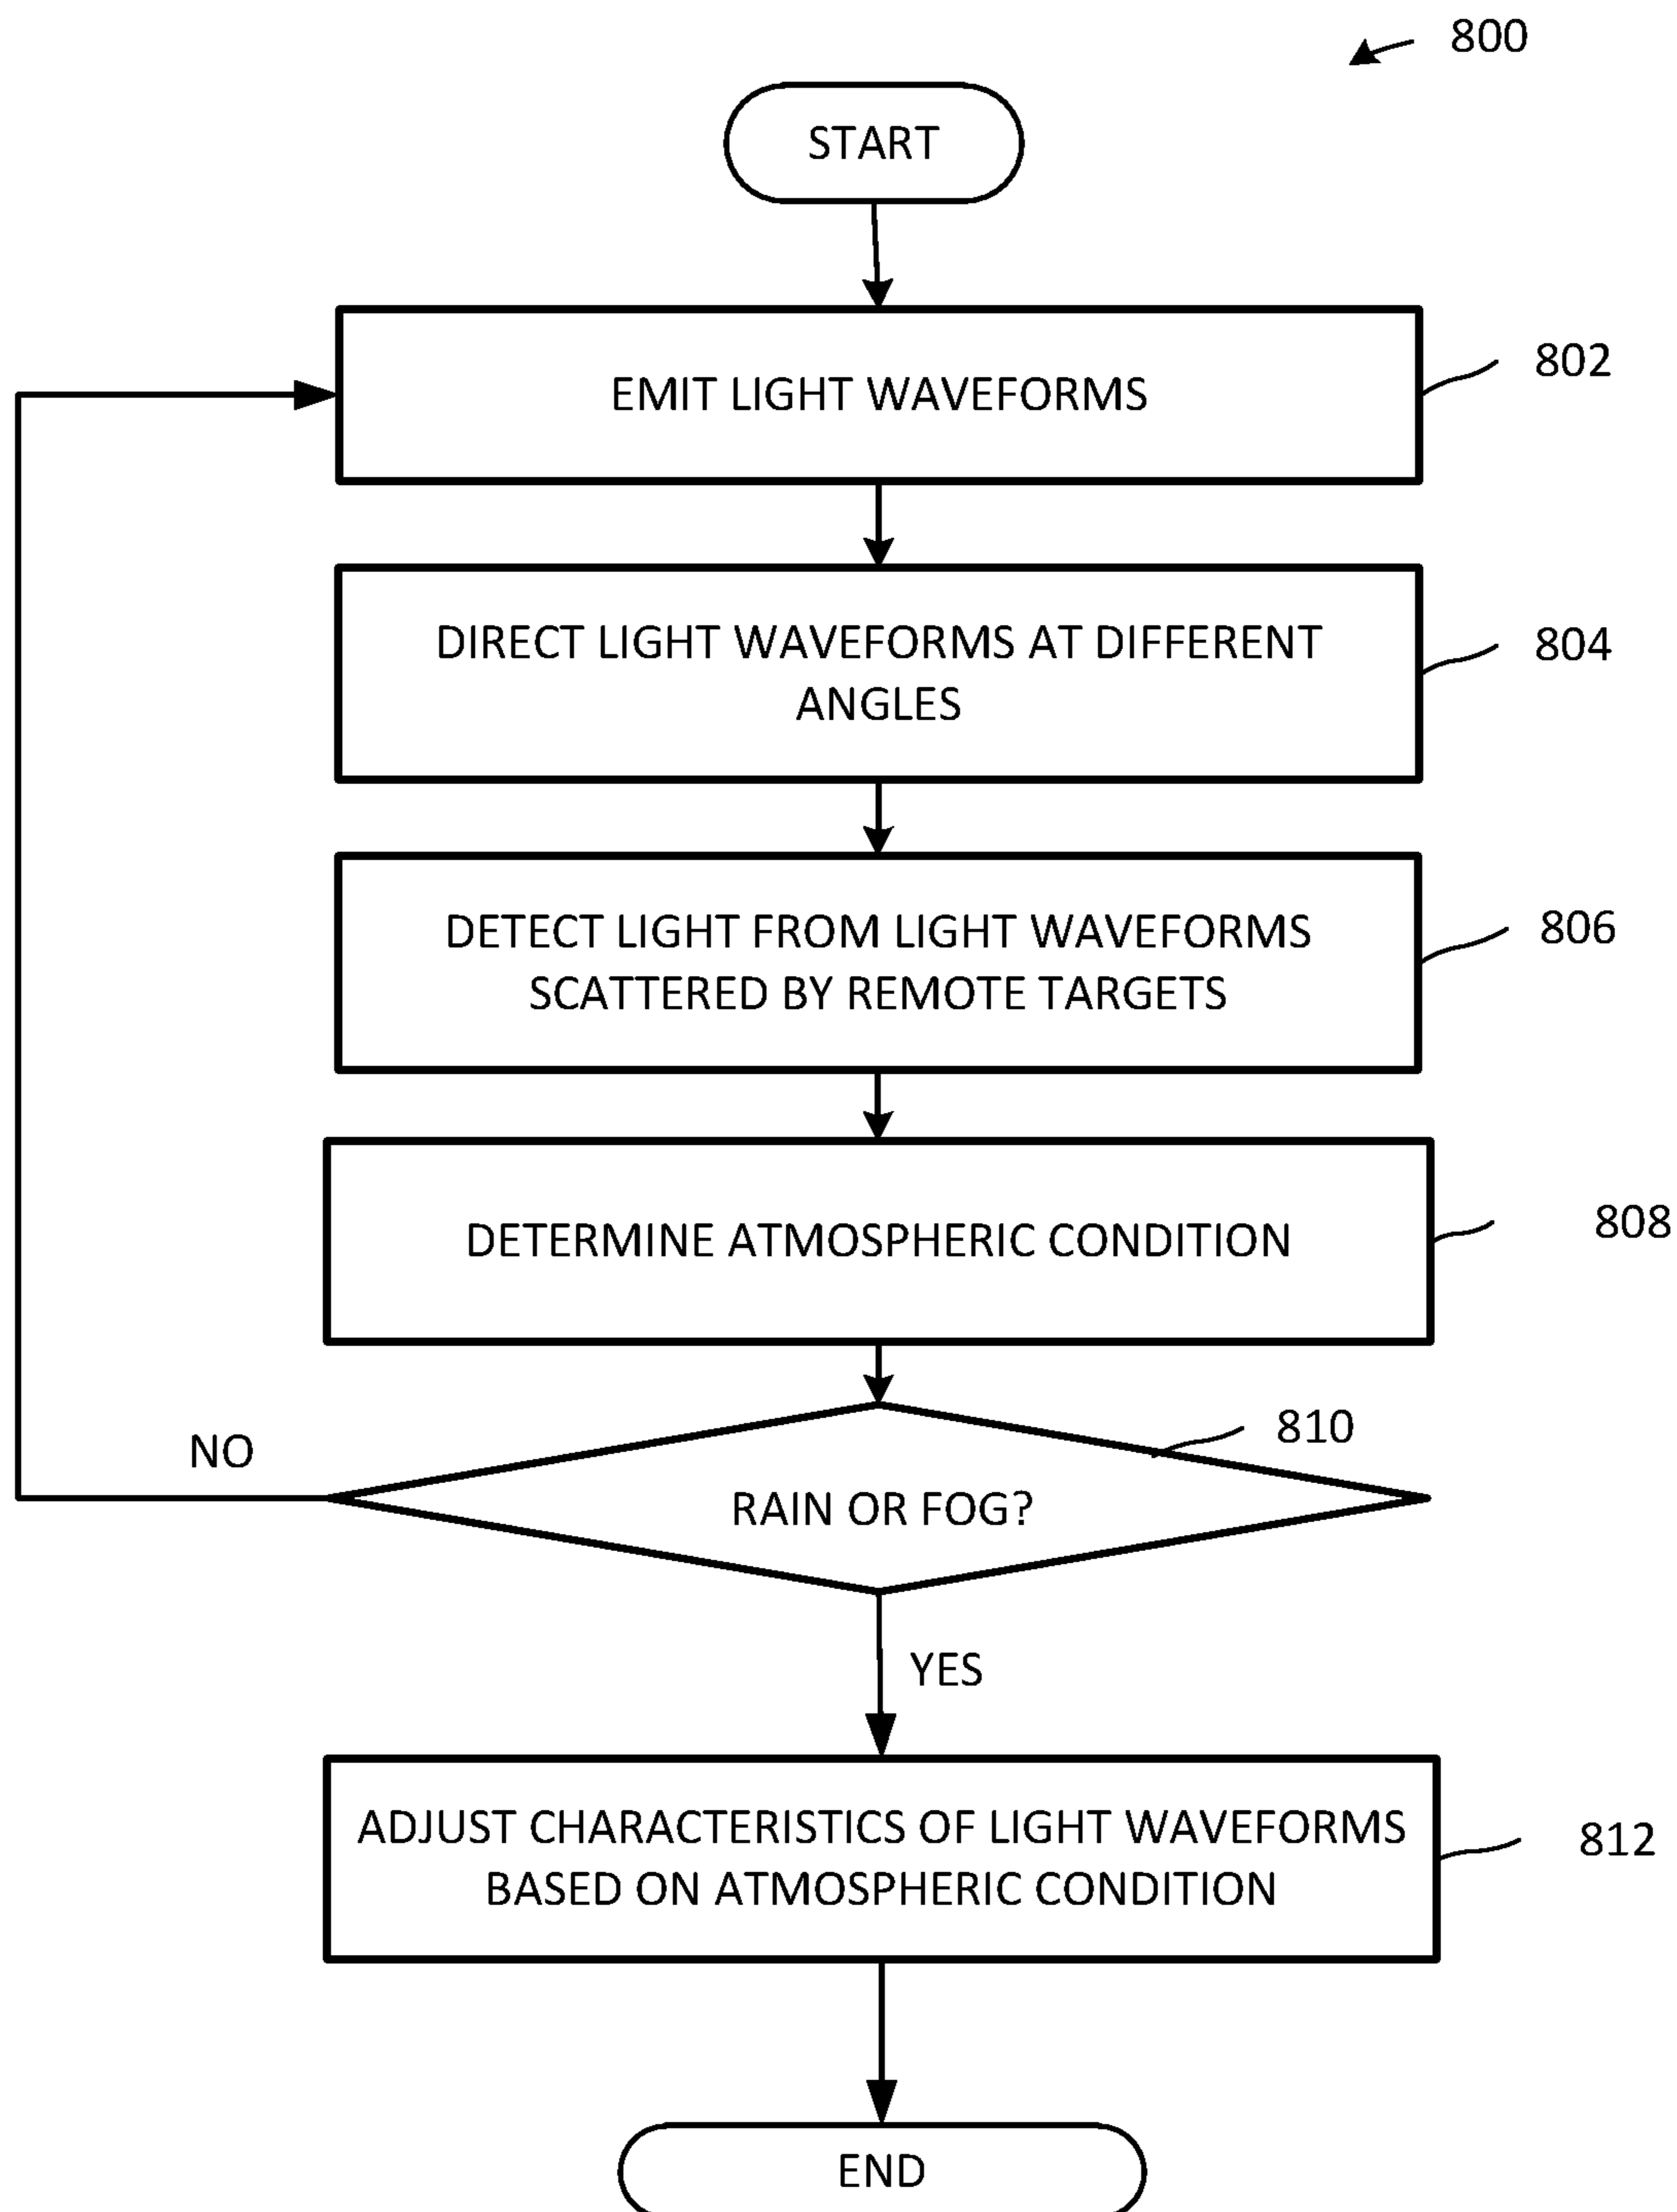 800
START
EMIT LIGHT WAVEFORMS
802
DIRECT LIGHT WAVEFORMS AT DIFFERENT
ANGLES
804
DETECT LIGHT FROM LIGHT WAVEFORMS
SCATTERED BY REMOTE TARGETS
806
DETERMINE ATMOSPHERIC CONDITION
808
810
NO
RAIN OR FOG?
YES
ADJUST CHARACTERISTICS OF LIGHT WAVEFORMS
BASED ON ATMOSPHERIC CONDITION
812
END